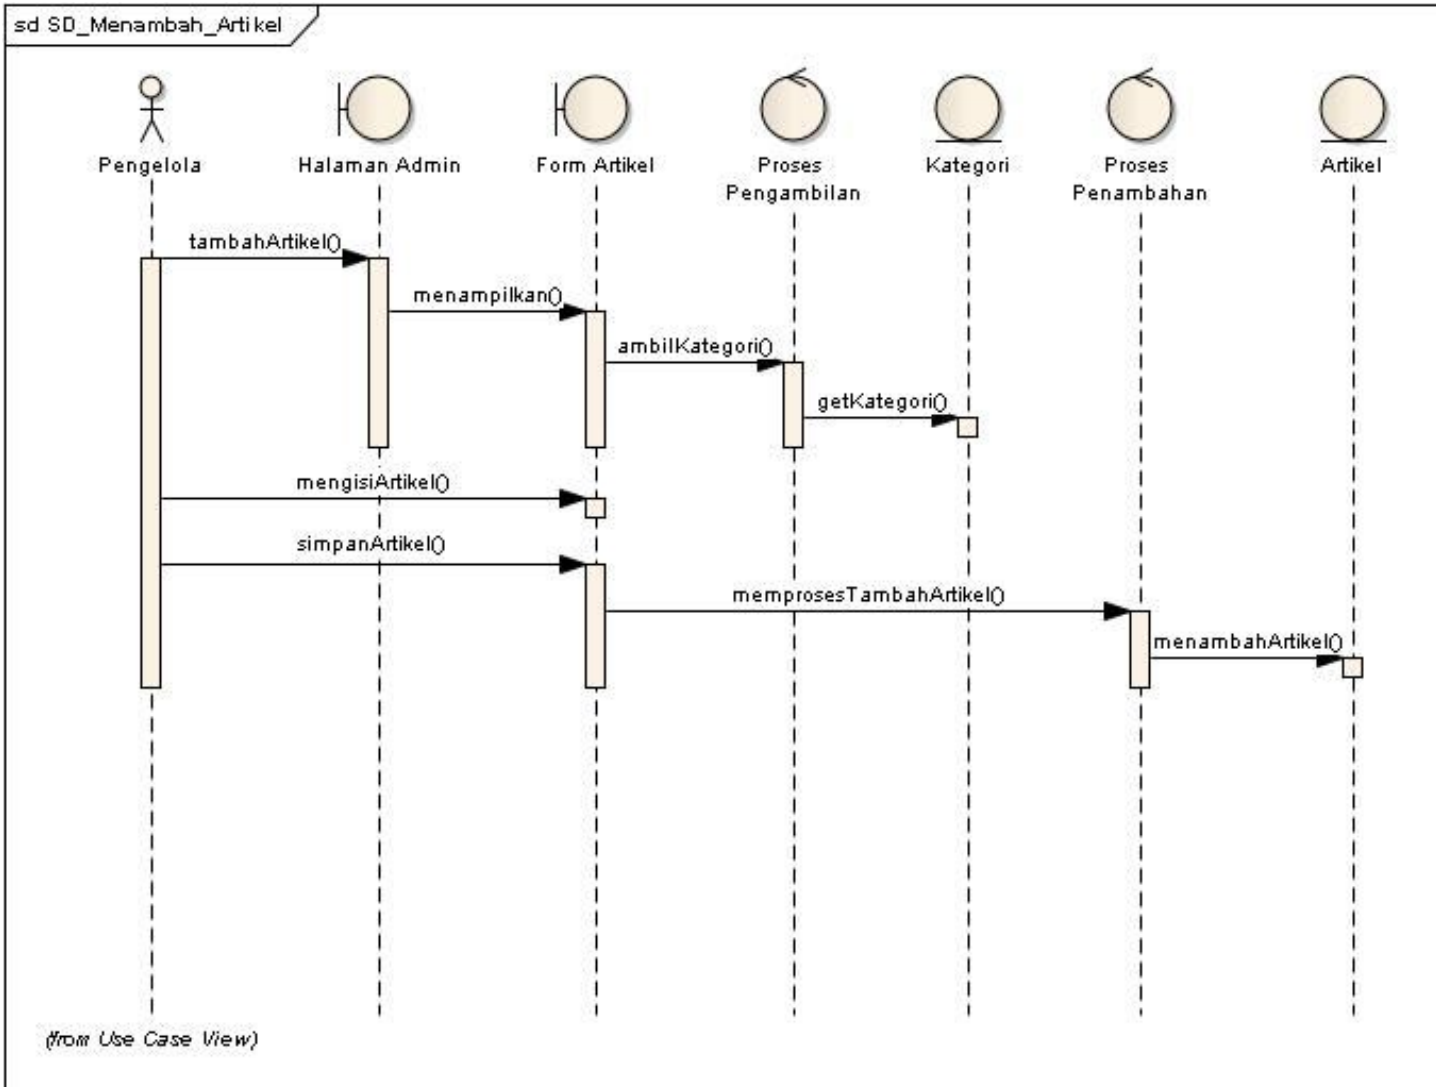 sd SD_Menambah_Artikel
Pengelola
Halaman Admin
Form Artikel
Proses
Pengambilan
Kategori
Proses
Penambahan
Artikel
tambahArtikel()
menampilkan()
ambilKategori()
getKategori()
mengisiArtikel()
simpanArtikel()
memprosesTambahArtikel()
menambahArtikel()
(from Use Case View)